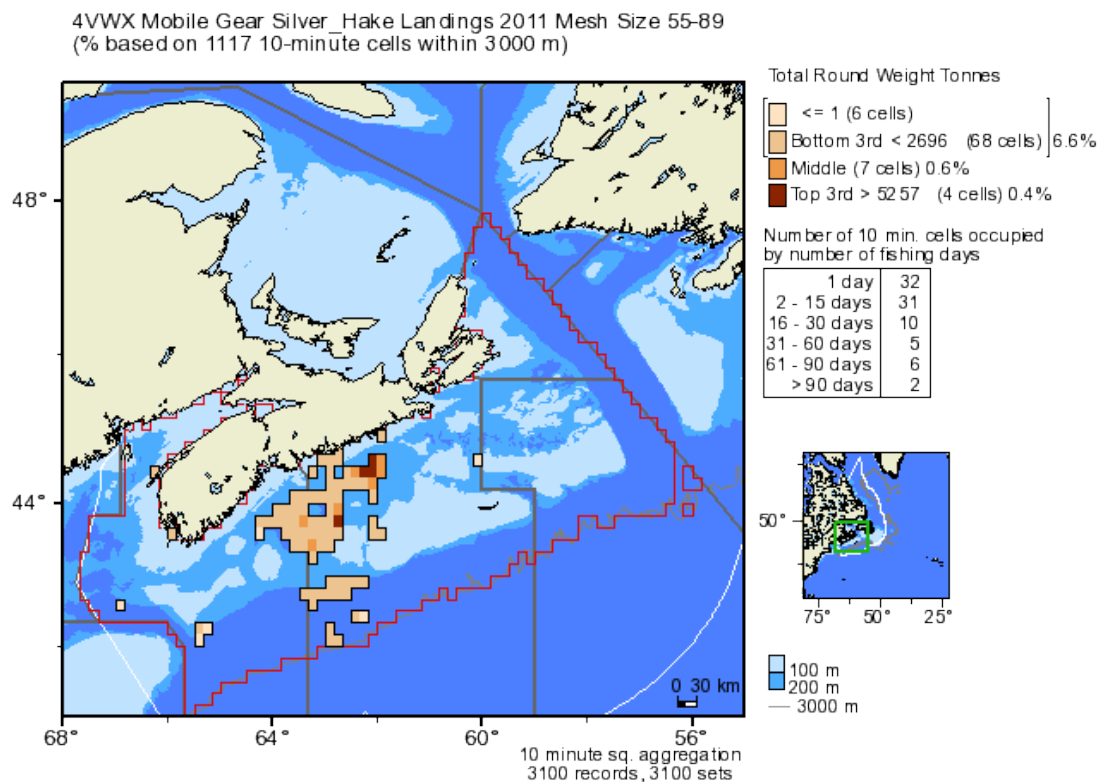 4VWX Mobile Gear Silver_Hake Landings 2011 Mesh Size 55-89
(% based on 1117 10-minute cells within 3000 m)
Total Round Weight Tonnes
<= 1 (6 cells)
Bottom 3rd < 2696 (68 cells) 6.6%
Middle (7 cells) 0.6%
Top 3rd > 5257 (4 cells) 0.4%
Number of 10 min. cells occupied
by number of fishing days
1 day 32
2 - 15 days 31
16 - 30 days 10
31 - 60 days 5
61 - 90 days 6
> 90 days 2
48°
44°
68° 64° 60° 56°
0 30 km
50°
75° 50° 25°
100 m
200 m
3000 m
10 minute sq. aggregation
3100 records, 3100 sets